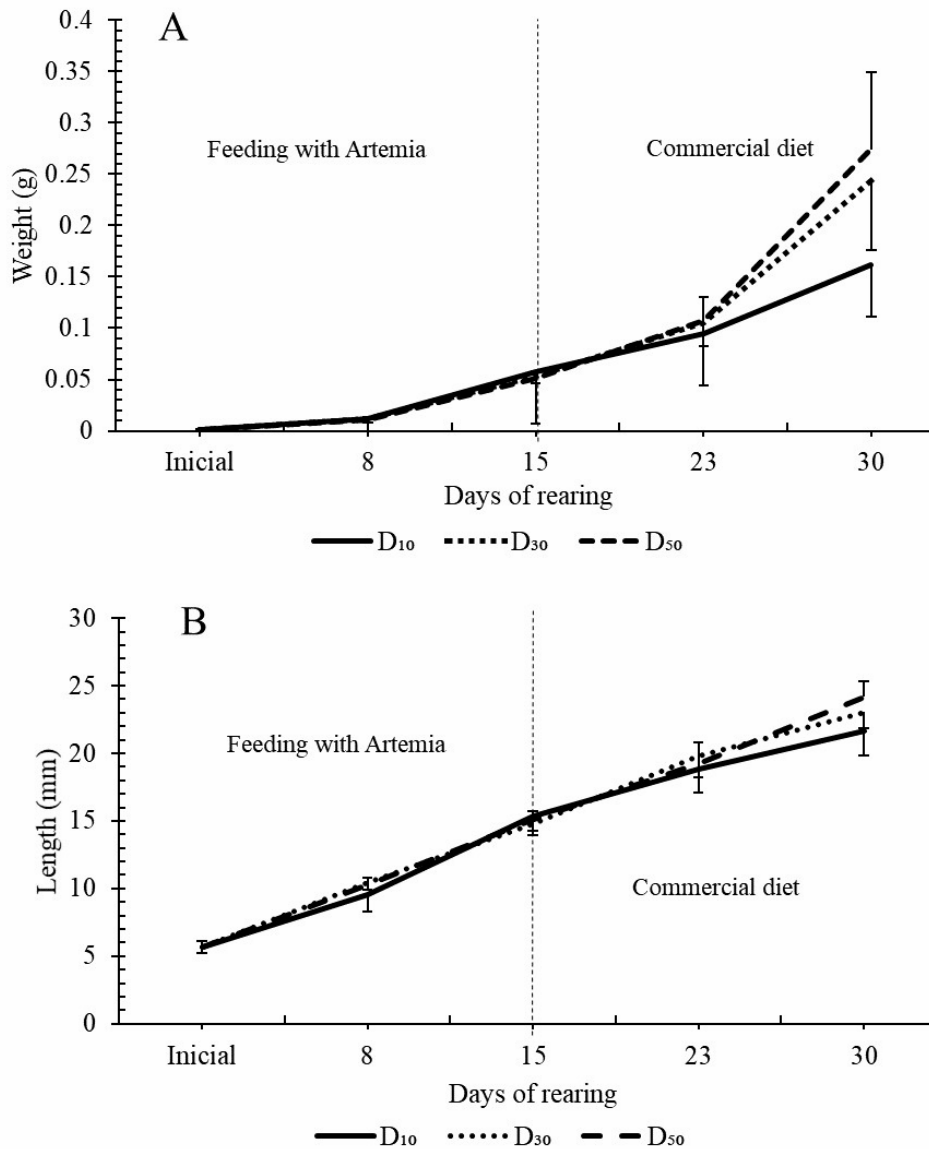 A
0.4
0.35
0.3
0.25
0.2
0.15
0.1
0.05
0
Weight (g)
Feeding with Artemia
Commercial diet
Inicial 8 15 23 30
Days of rearing
D₁₀ D₃₀ D₅₀
B
30
25
20
15
10
5
0
Length (mm)
Feeding with Artemia
Commercial diet
Inicial 8 15 23 30
Days of rearing
D₁₀ D₃₀ D₅₀